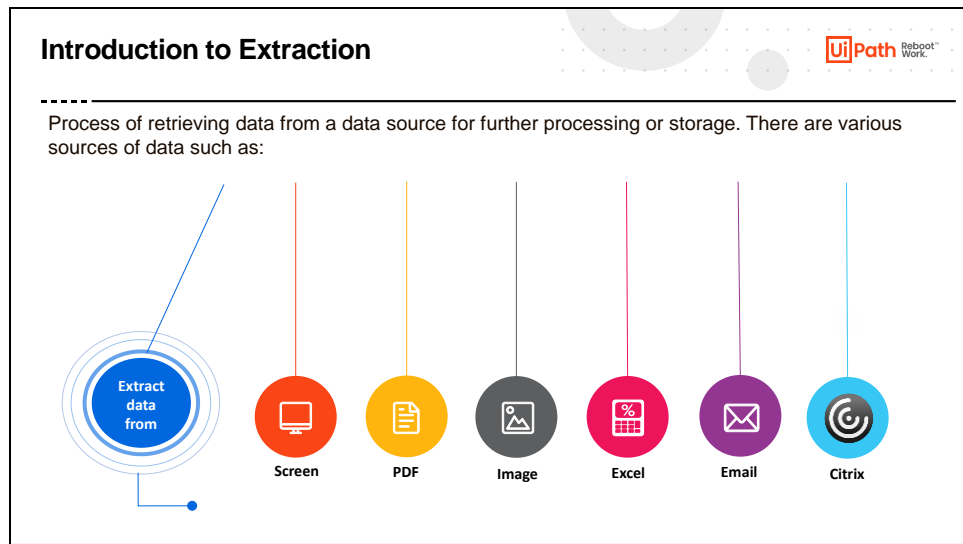 Introduction to Extraction
UiPath Reboot™
Work.
Process of retrieving data from a data source for further processing or storage. There are various
sources of data such as:
Extract
data
from
%
Screen
PDF
Image
Excel
Email
Citrix